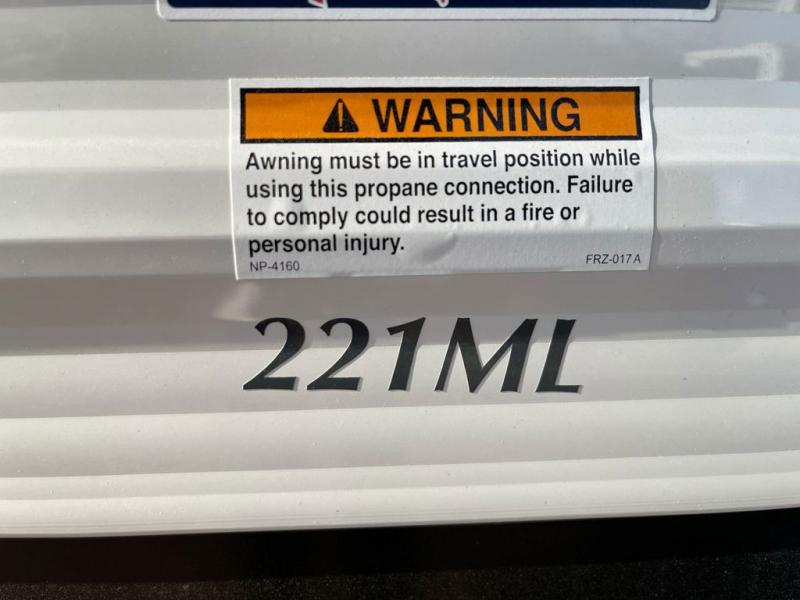 WARNING
Awning must be in travel position while
using this propane connection. Failure
to comply could result in a fire or
personal injury.
NP-4160 FRZ-017A
221ML